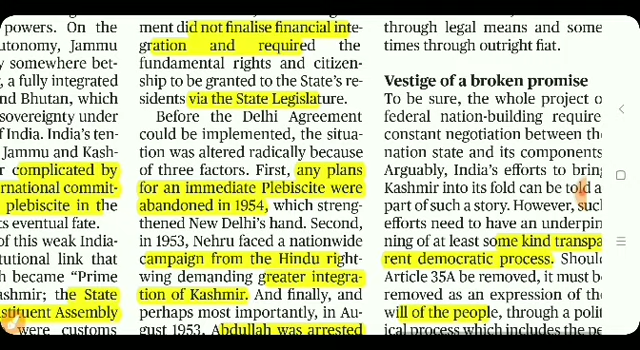 powers. On the
utonomy, Jammu
y somewhere bet-
, a fully integrated
nd Bhutan, which
sovereignty under
f India. India's ten-
Jammu and Kash-
r complicated by
rnational commit-
plebiscite in the
ts eventual fate.
of this weak India-
tutional link that
h became "Prime
ashmir; the State
stituent Assembly
were customs
ment did not finalise financial inte-
gration and required the
fundamental rights and citizen-
ship to be granted to the State's re-
sidents via the State Legislature.
Before the Delhi Agreement
could be implemented, the situa-
tion was altered radically because
of three factors. First, any plans
for an immediate Plebiscite were
abandoned in 1954, which streng-
thened New Delhi's hand. Second,
in 1953, Nehru faced a nationwide
campaign from the Hindu right-
wing demanding greater integra-
tion of Kashmir. And finally, and
perhaps most importantly, in Au-
gust 1953, Abdullah was arrested
through legal means and some
times through outright fiat.
Vestige of a broken promise
To be sure, the whole project o
federal nation-building require
constant negotiation between th
nation state and its components
Arguably, India's efforts to bring
Kashmir into its fold can be told a
part of such a story. However, suc
efforts need to have an underpin
ning of at least some kind transpa
rent democratic process. Shoul
Article 35A be removed, it must b
removed as an expression of th
will of the people, through a polit
ical process which includes the pe